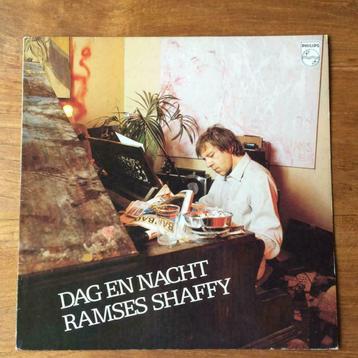 PHILIPS
DAG EN NACHT
RAMSES SHAFFY